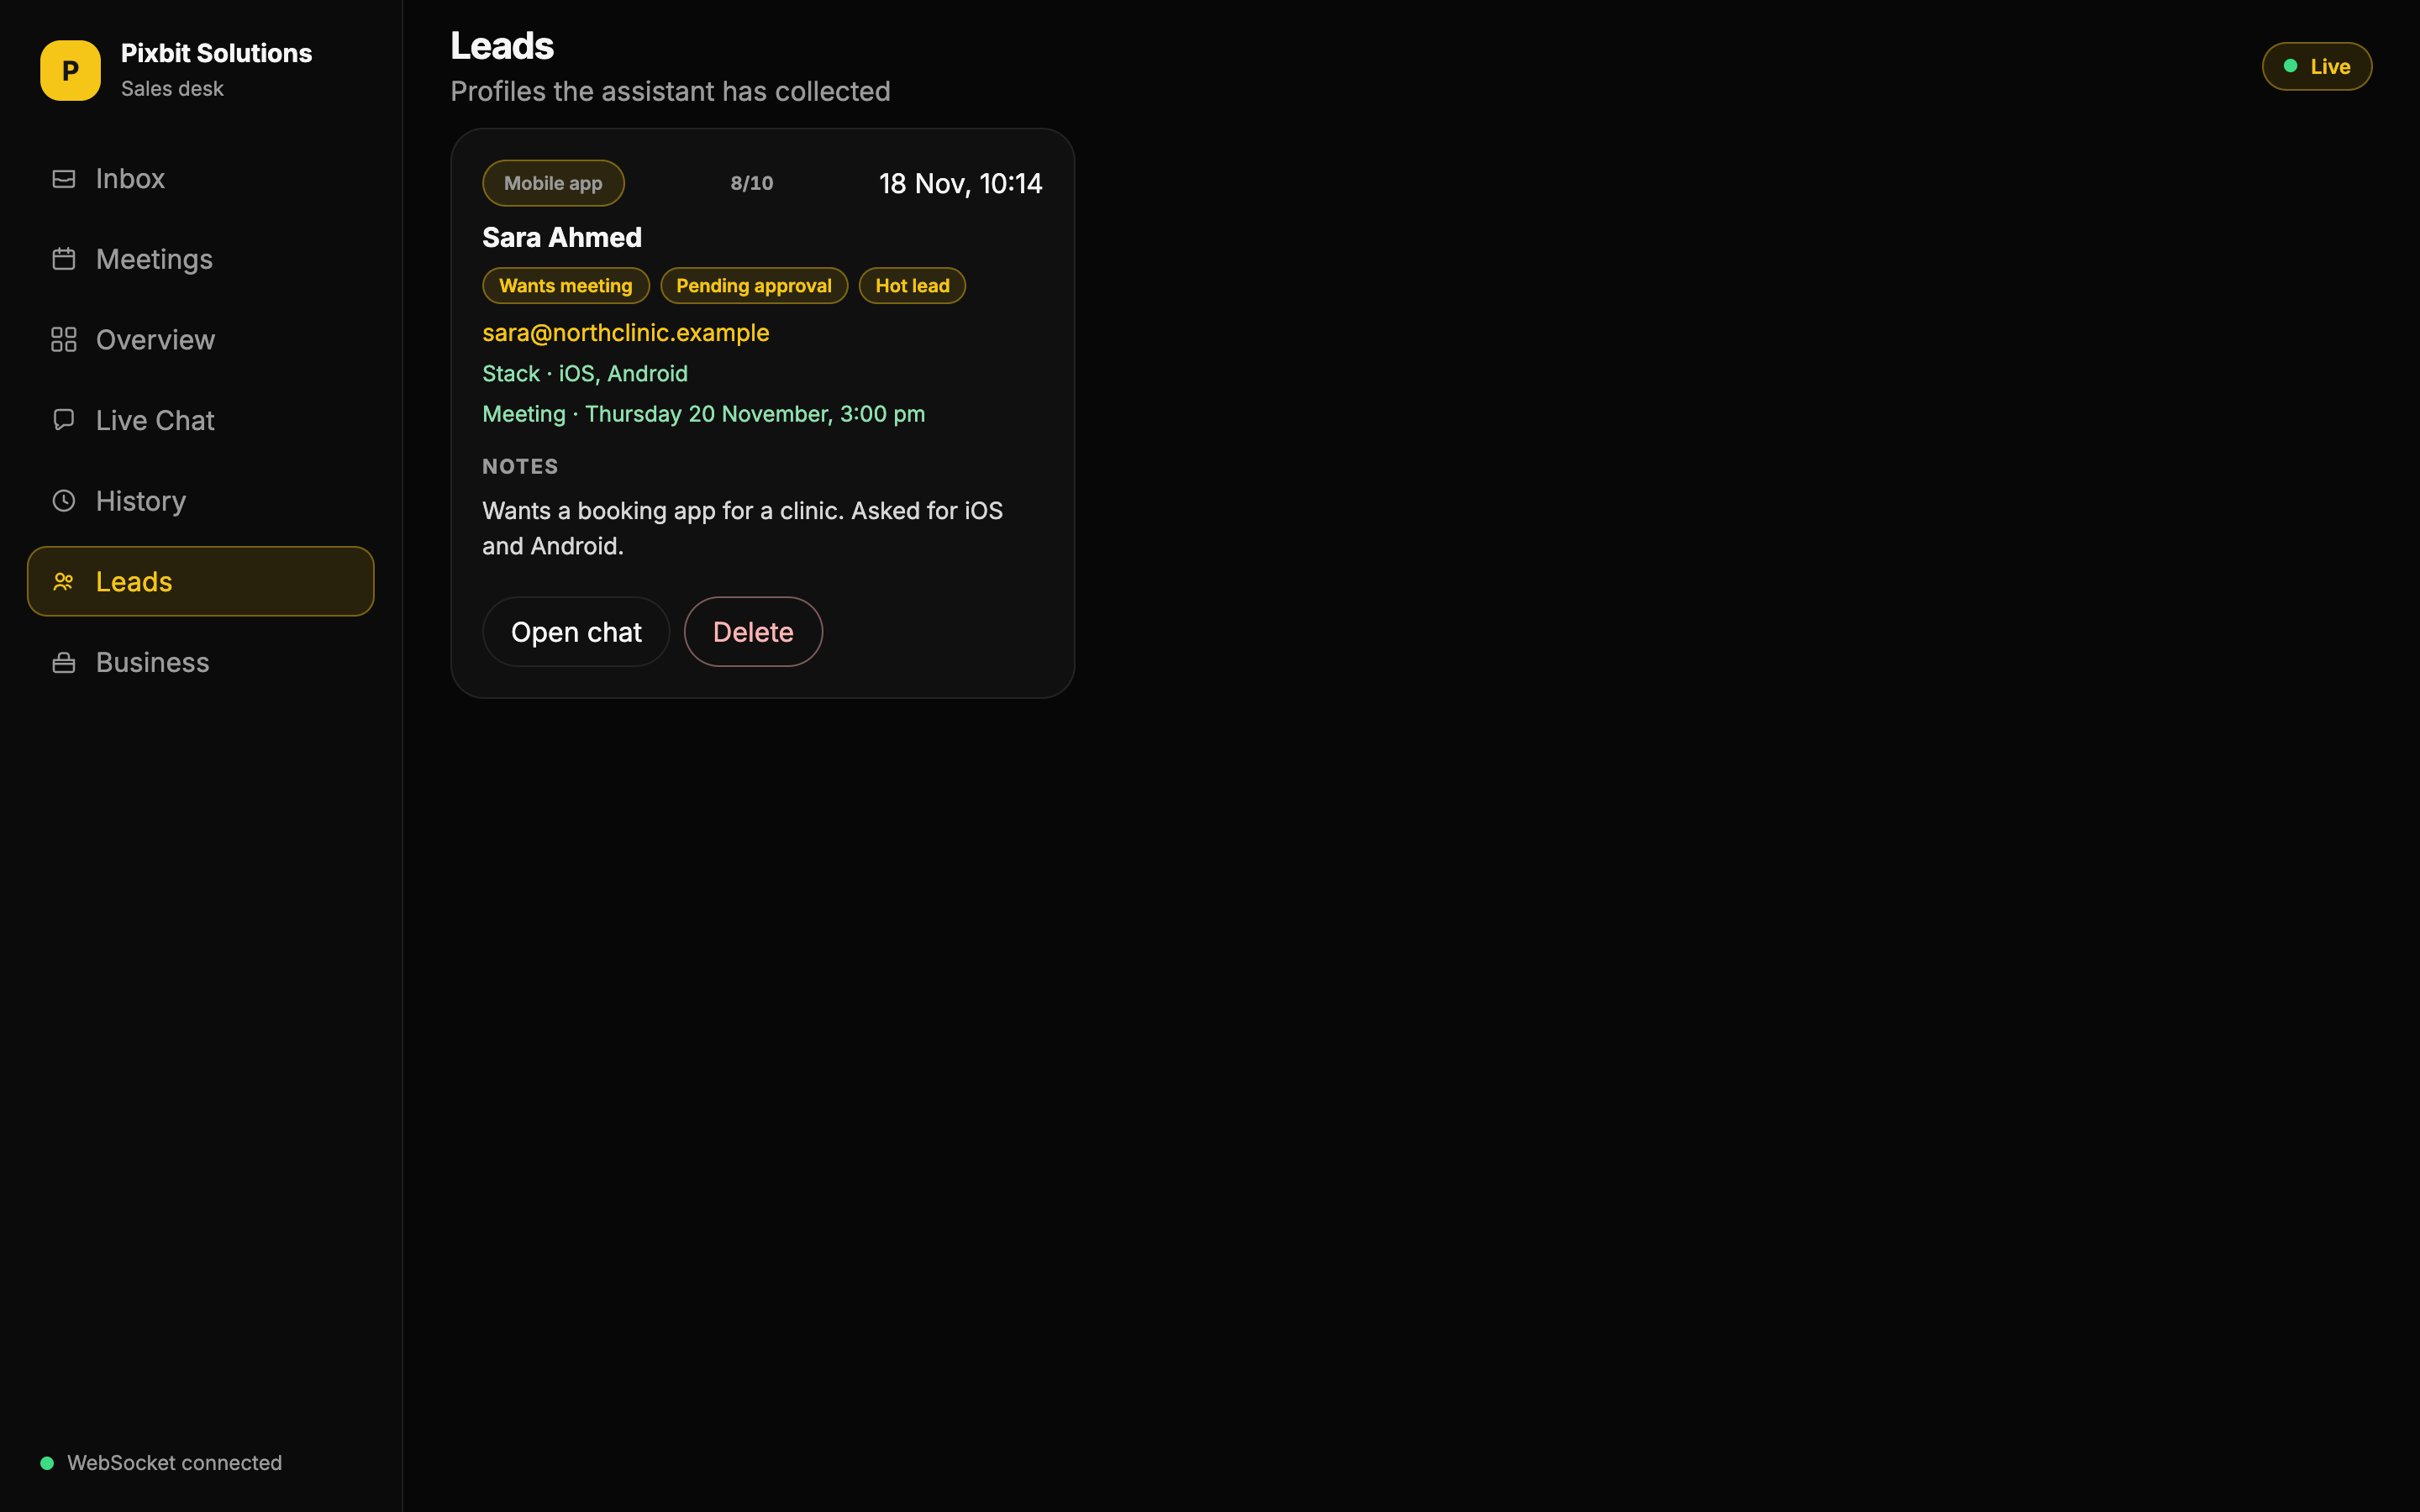 P
Pixbit Solutions
Sales desk
Inbox
Meetings
Overview
Live Chat
History
Leads
Business
WebSocket connected
Leads
Profiles the assistant has collected
Live
Mobile app 8/10 18 Nov, 10:14
Sara Ahmed
Wants meeting Pending approval Hot lead
sara@northclinic.example
Stack · iOS, Android
Meeting · Thursday 20 November, 3:00 pm
NOTES
Wants a booking app for a clinic. Asked for iOS
and Android.
Open chat Delete